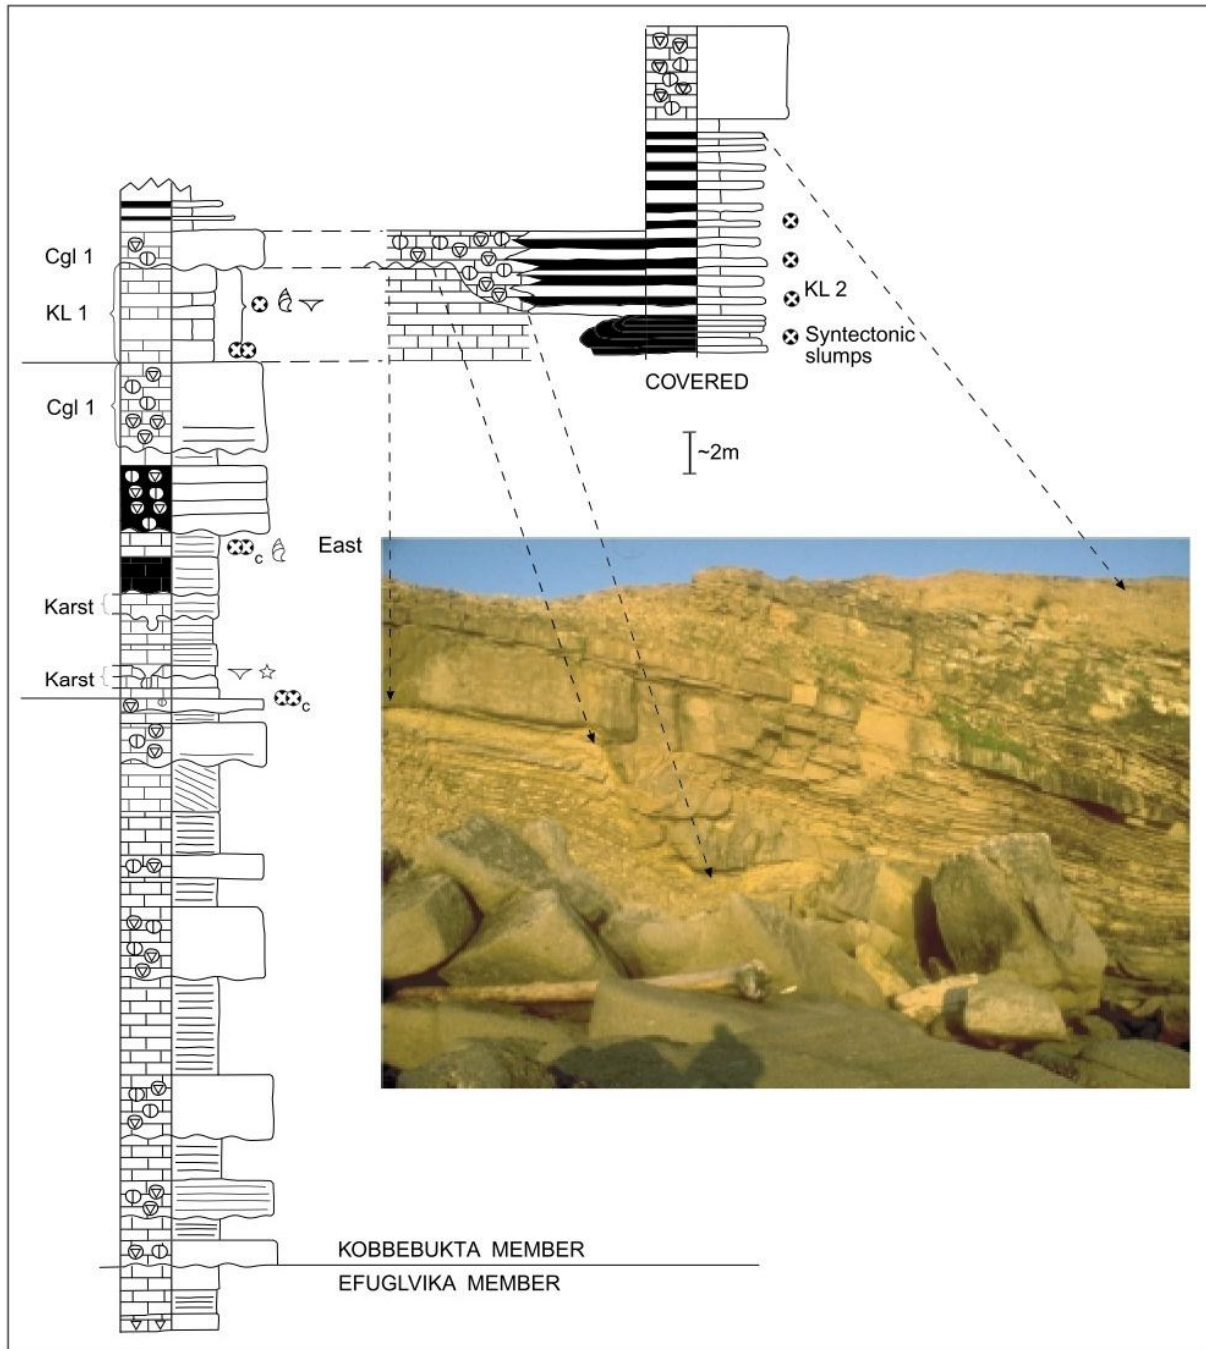 Cgl 1
KL 1
Cgl 1
KL 2
Syntectonic
slumps
COVERED
~2m
c
East
Karst
Karst
c
KOBBEBUKTA MEMBER
EFUGLVIKA MEMBER